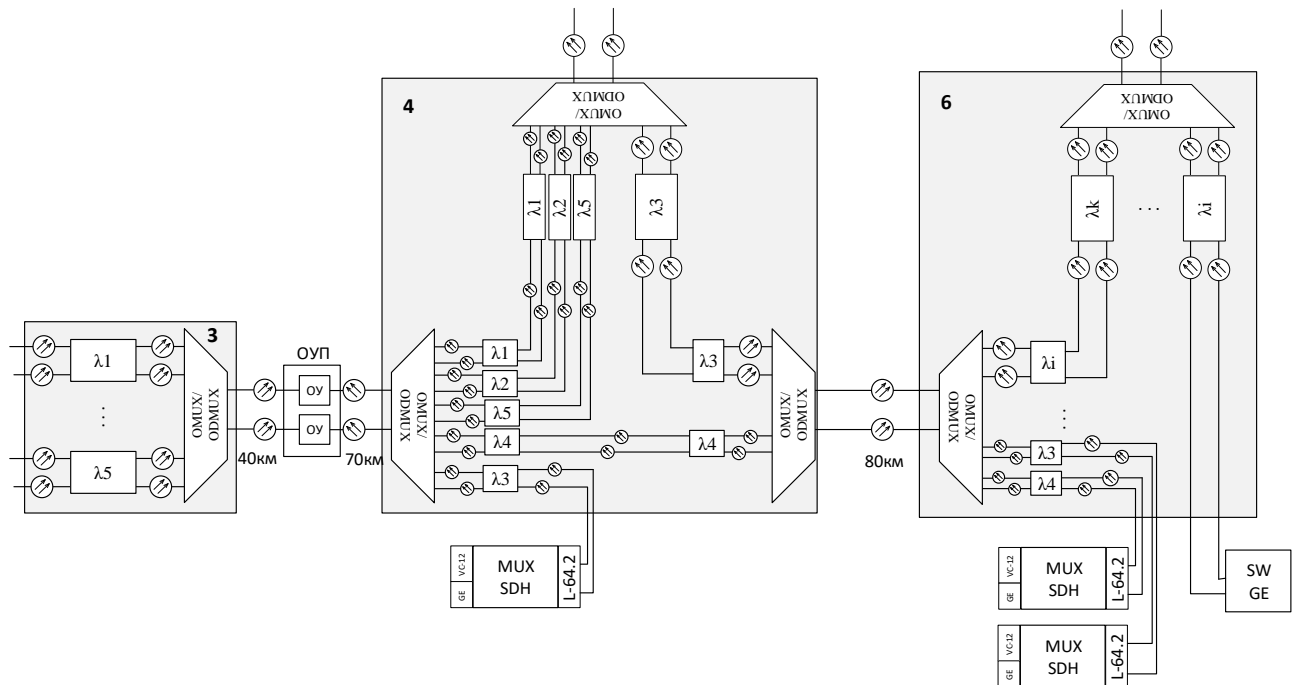 3
λ1
...
λ5
OMUX/
ODMUX
40км
ОУП
ОУ
ОУ
70км
4
OMUX/
ODMUX
λ1
λ2
λ5
λ3
OMUX/
ODMUX
λ1
λ2
λ5
λ4
λ3
λ3
λ4
OMUX/
ODMUX
VC-12
GE
MUX
SDH
L-64.2
80км
6
OMUX/
ODMUX
λk
...
λi
OMUX/
ODMUX
λi
...
λ3
λ4
VC-12
GE
MUX
SDH
L-64.2
VC-12
GE
MUX
SDH
L-64.2
SW
GE